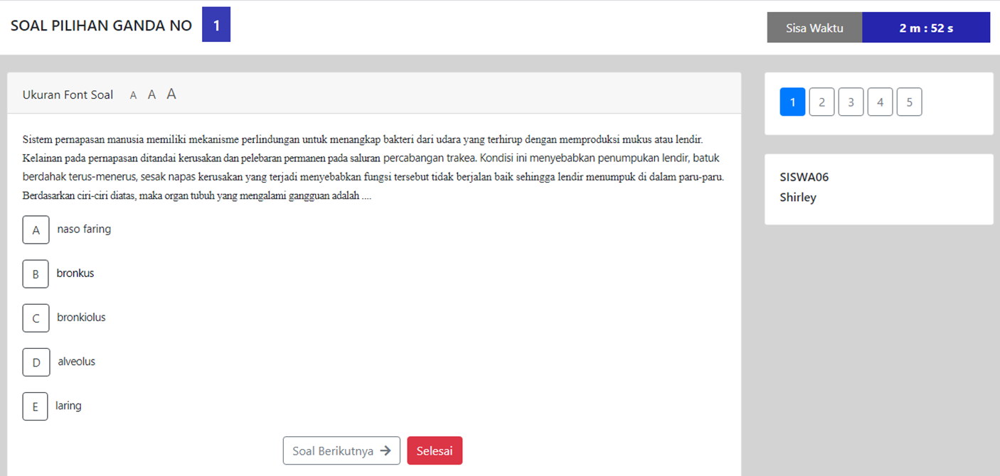 SOAL PILIHAN GANDA NO 1
Sisa Waktu 2 m : 52 s
Ukuran Font Soal A A A
1 2 3 4 5
Sistem pernapasan manusia memiliki mekanisme perlindungan untuk menangkap bakteri dari udara yang terhirup dengan memproduksi mukus atau lendir.
Kelainan pada pernapasan ditandai kerusakan dan pelebaran permanen pada saluran percabangan trakea. Kondisi ini menyebabkan penumpukan lendir, batuk
berdahak terus-menerus, sesak napas kerusakan yang terjadi menyebabkan fungsi tersebut tidak berjalan baik sehingga lendir menumpuk di dalam paru-paru.
Berdasarkan ciri-ciri diatas, maka organ tubuh yang mengalami gangguan adalah ....
SISWA06
Shirley
A naso faring
B bronkus
C bronkiolus
D alveolus
E laring
Soal Berikutnya → Selesai